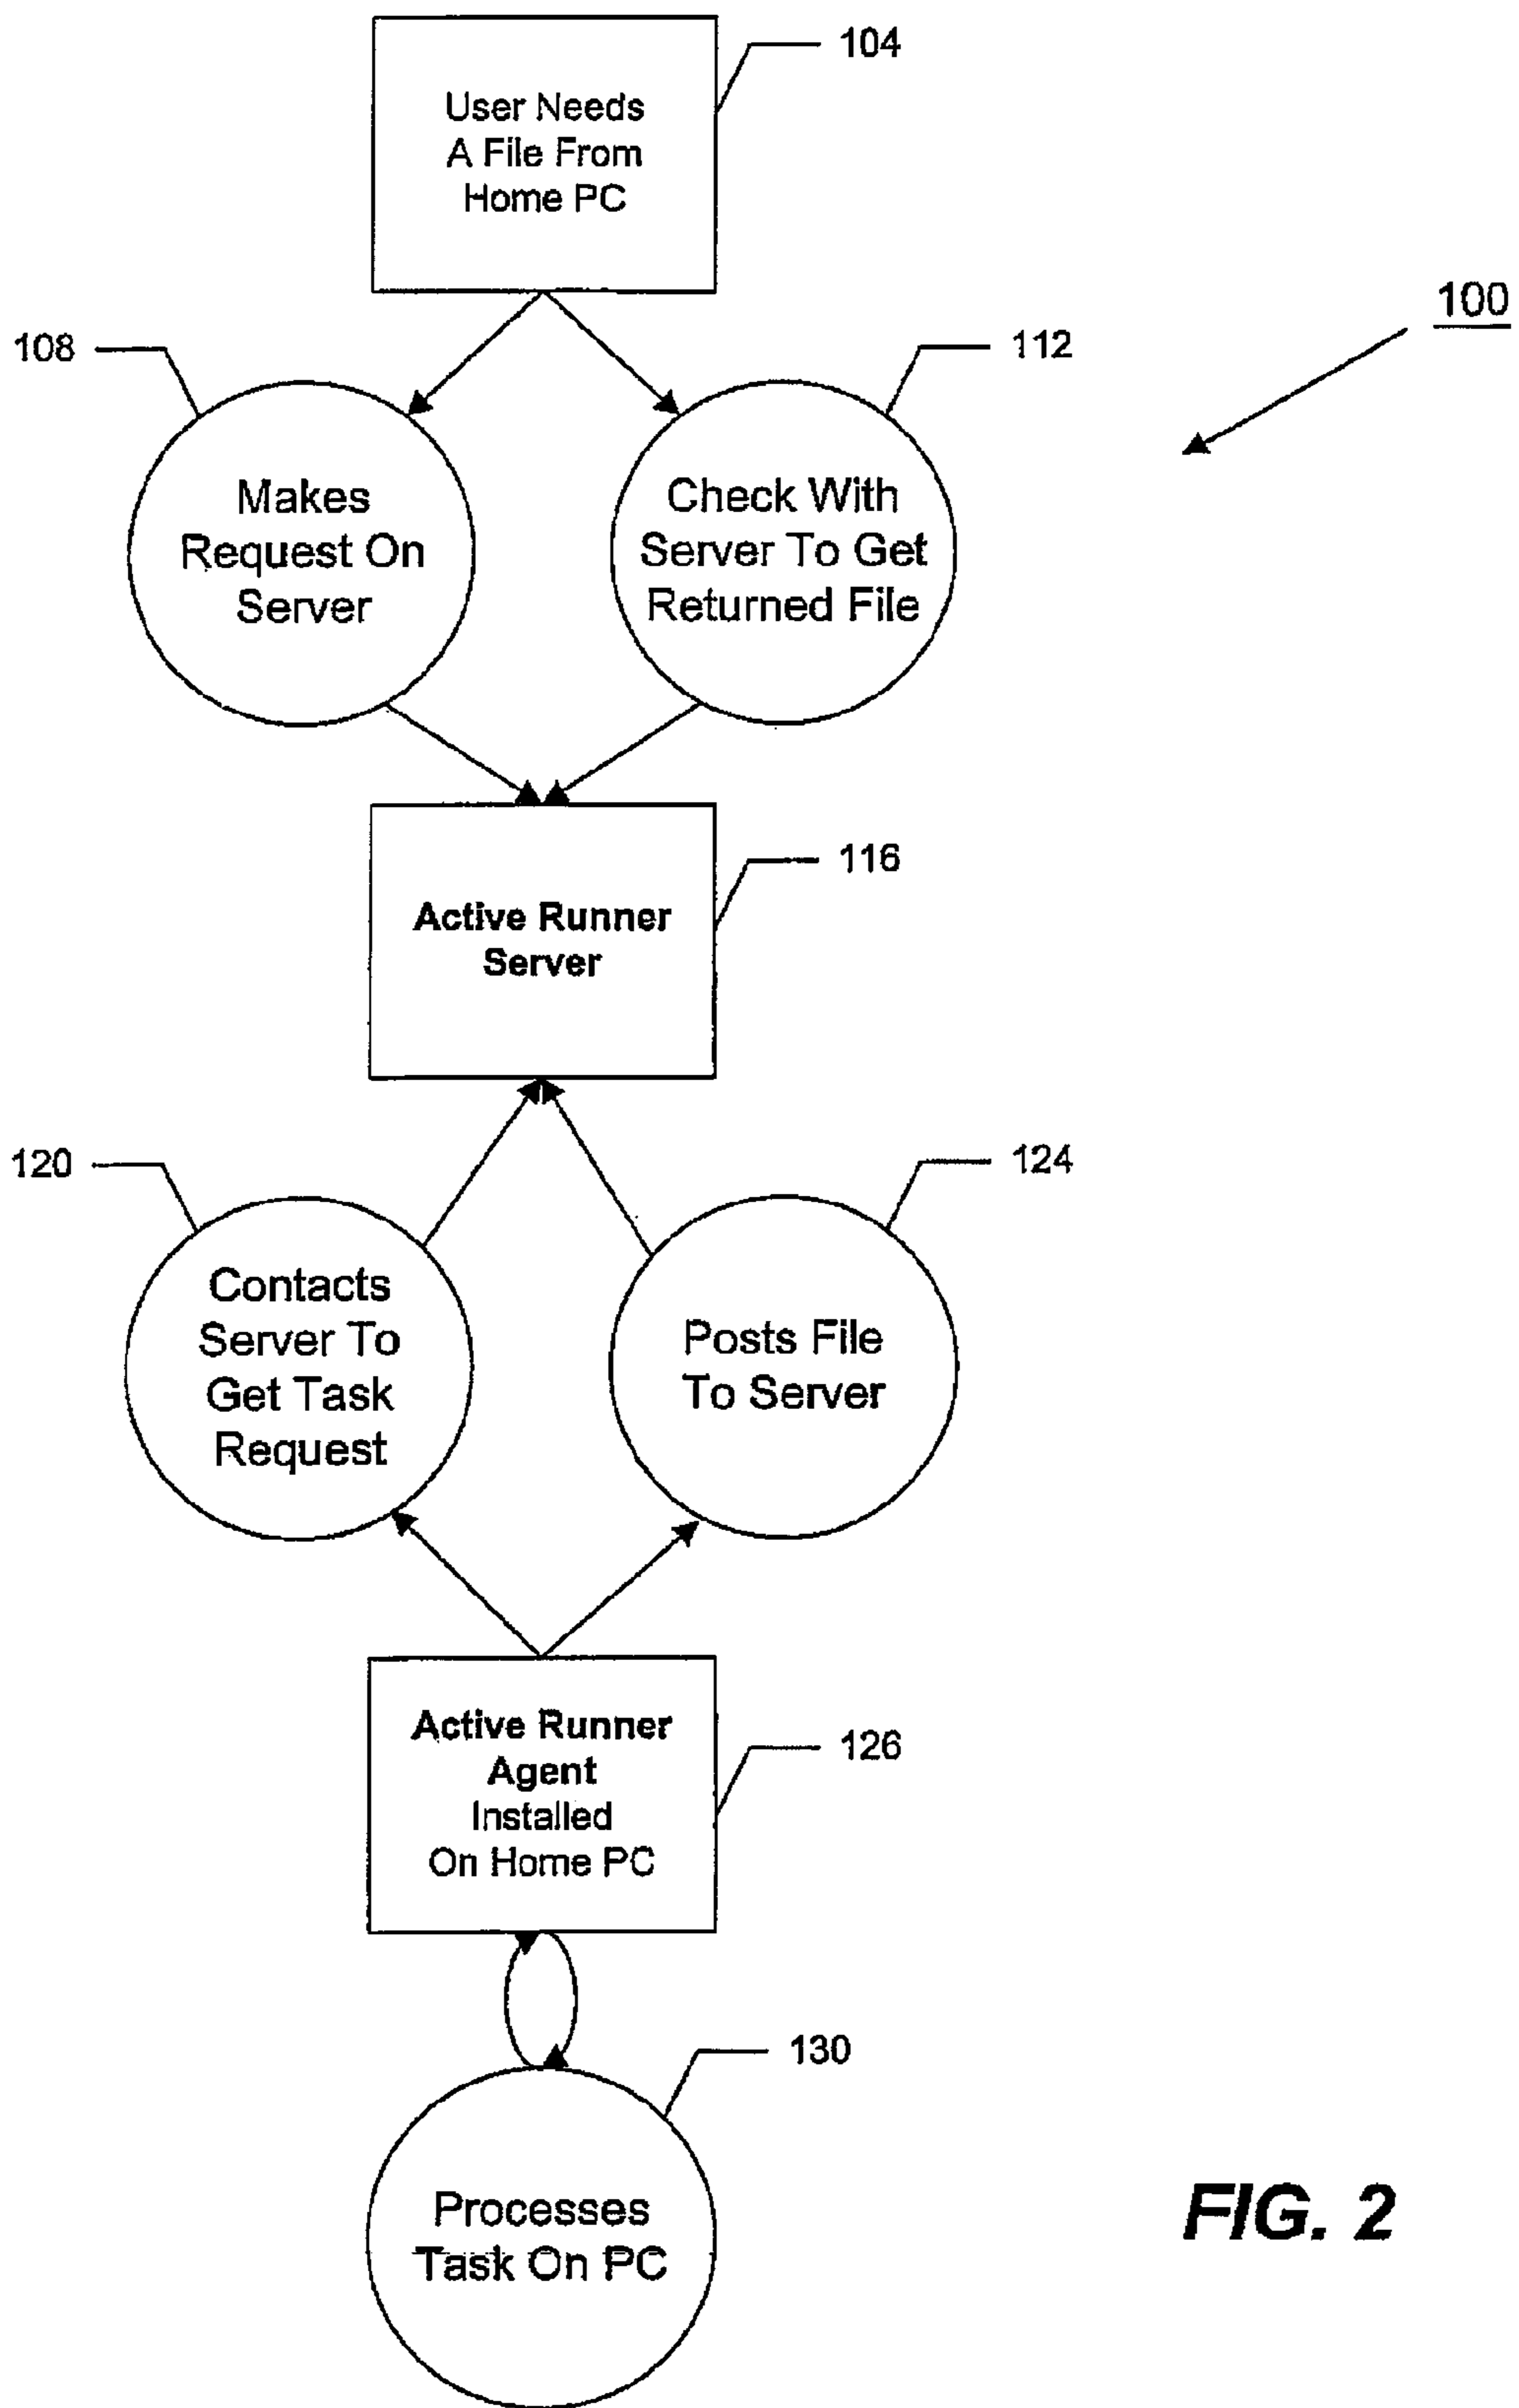 104
User Needs
A File From
Home PC
100
108
112
Makes
Request On
Server
Check With
Server To Get
Returned File
116
Active Runner
Server
120
124
Contacts
Server To
Get Task
Request
Posts File
To Server
Active Runner
Agent
Installed
On Home PC
126
130
Processes
Task On PC
FIG. 2